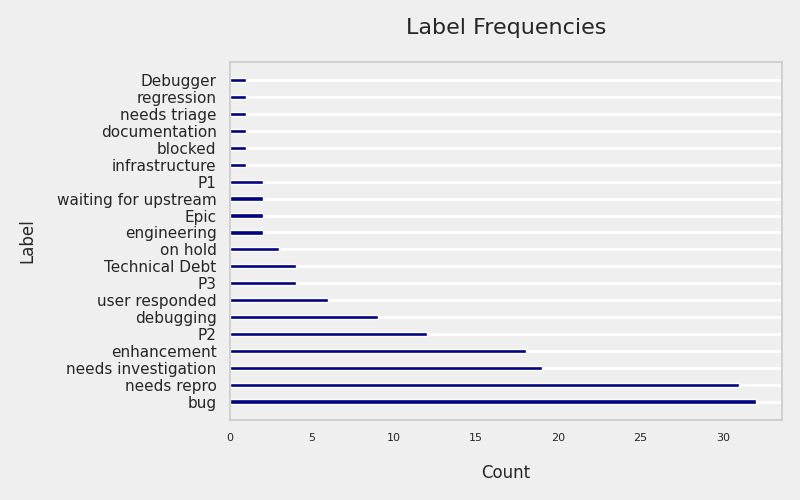 Label Frequencies
Debugger
regression
needs triage
documentation
blocked
infrastructure
P1
waiting for upstream
Epic
engineering
on hold
Technical Debt
P3
user responded
debugging
P2
enhancement
needs investigation
needs repro
bug
Label
0 5 10 15 20 25 30
Count